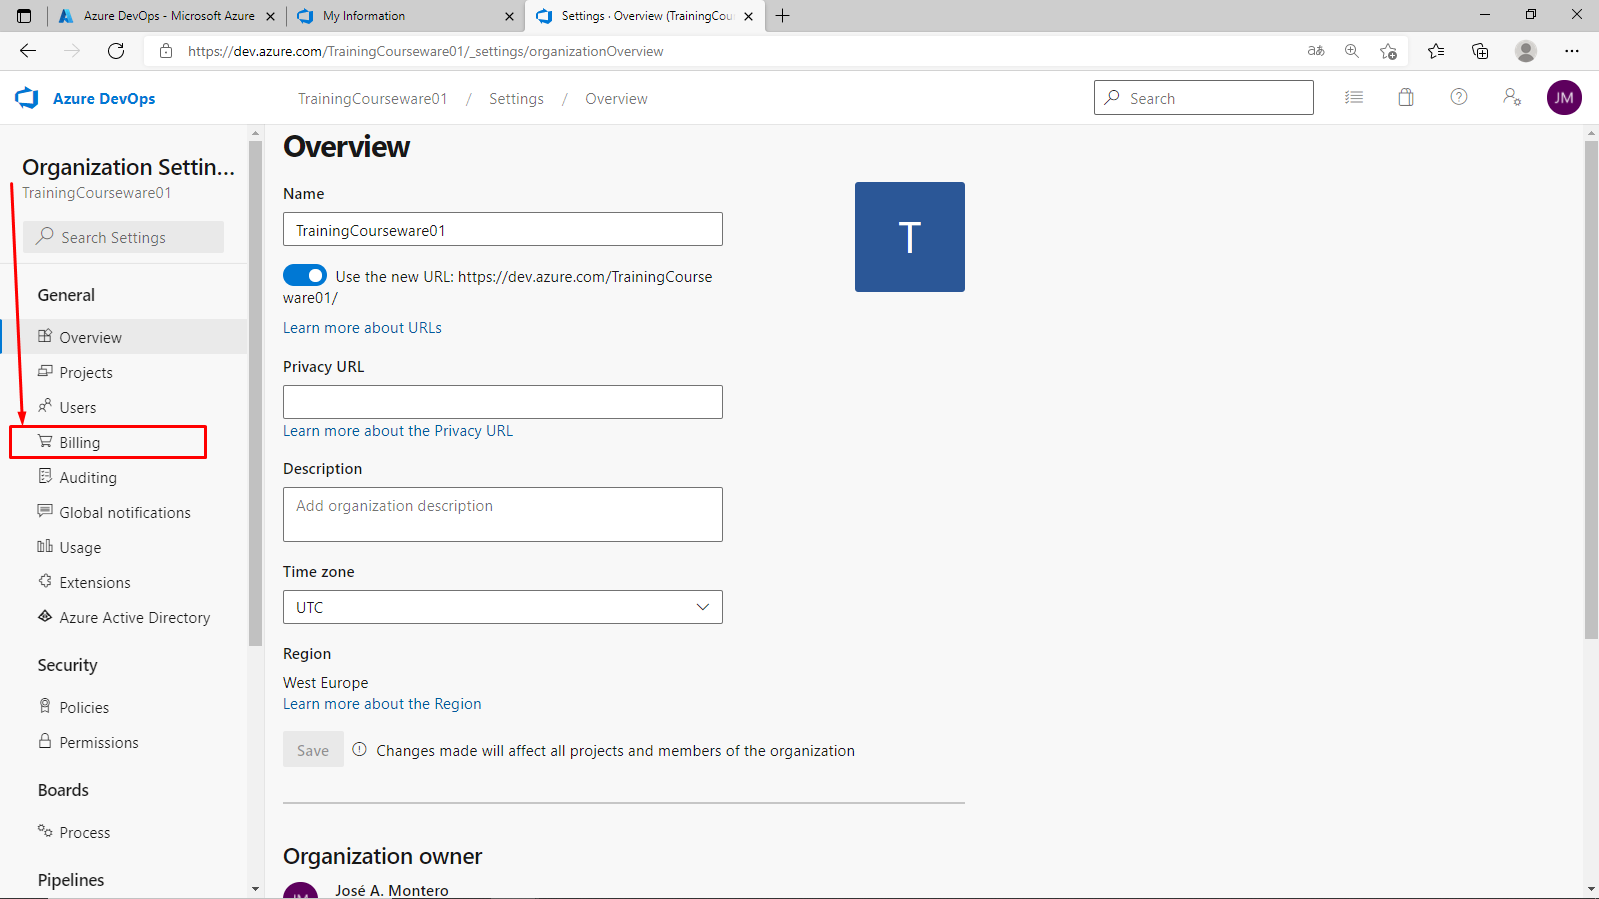 Azure DevOps - Microsoft Azure
My Information
Settings · Overview (TrainingCou
https://dev.azure.com/TrainingCourseware01/_settings/organizationOverview
Azure DevOps
TrainingCourseware01 / Settings / Overview
Search
JM
Organization Settin...
TrainingCourseware01
Search Settings
General
Overview
Projects
Users
Billing
Auditing
Global notifications
Usage
Extensions
Azure Active Directory
Security
Policies
Permissions
Boards
Process
Pipelines
Overview
Name
TrainingCourseware01
Use the new URL: https://dev.azure.com/TrainingCourse
ware01/
Learn more about URLs
Privacy URL
Learn more about the Privacy URL
Description
Add organization description
Time zone
UTC
Region
West Europe
Learn more about the Region
Save
Changes made will affect all projects and members of the organization
T
Organization owner
JM
José A. Montero